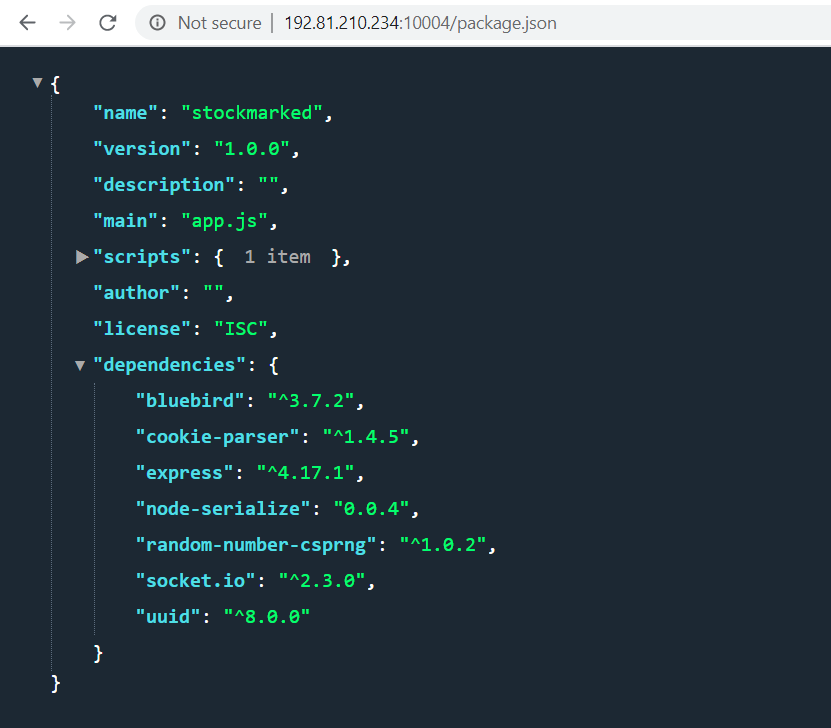 Not secure | 192.81.210.234:10004/package.json
{
"name": "stockmarked",
"version": "1.0.0",
"description": "",
"main": "app.js",
"scripts": { 1 item },
"author": "",
"license": "ISC",
"dependencies": {
"bluebird": "^3.7.2",
"cookie-parser": "^1.4.5",
"express": "^4.17.1",
"node-serialize": "0.0.4",
"random-number-csprng": "^1.0.2",
"socket.io": "^2.3.0",
"uuid": "^8.0.0"
}
}